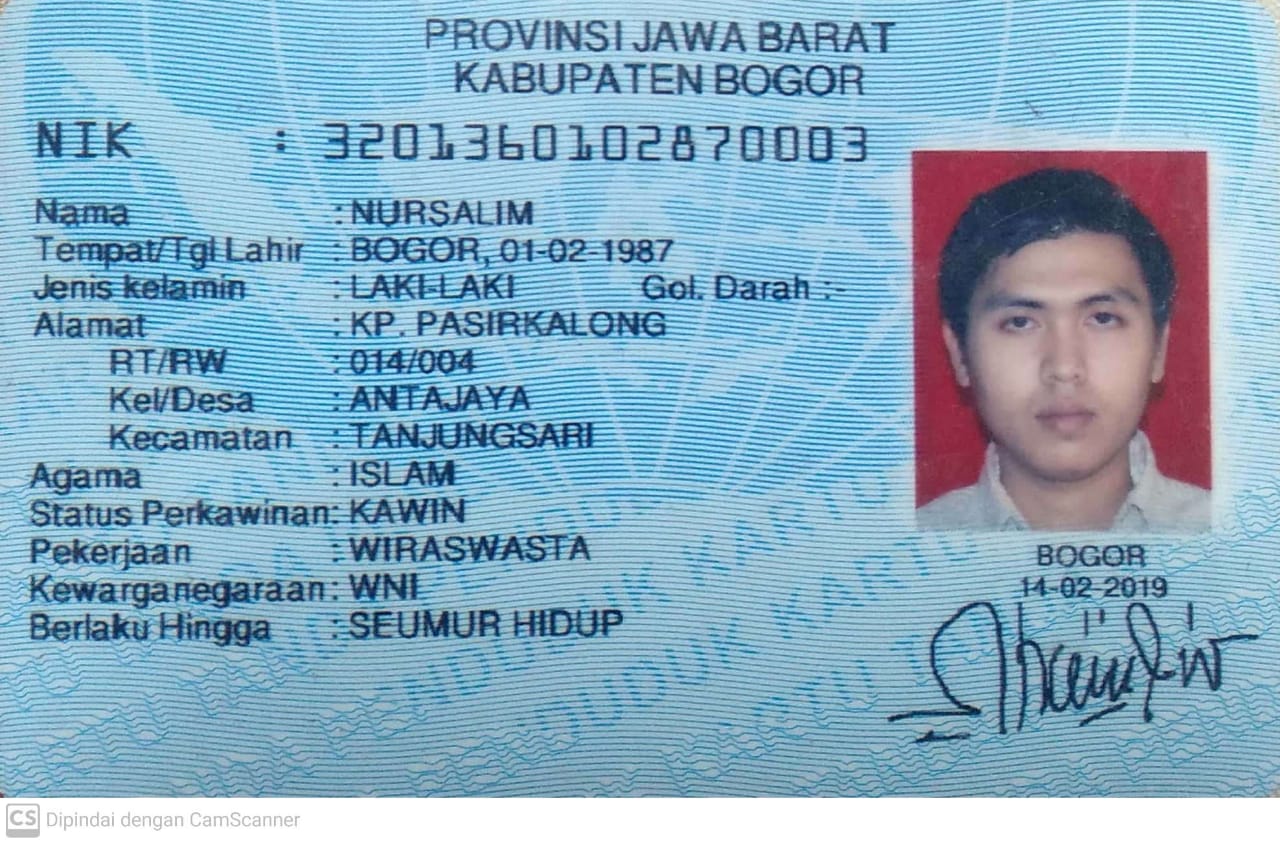 PROVINSI JAWA BARAT
KABUPATEN BOGOR
NIK : 3201360102870003
Nama : NURSALIM
Tempat/Tgl Lahir : BOGOR, 01-02-1987
Jenis kelamin : LAKI-LAKI Gol. Darah :-
Alamat : KP. PASIRKALONG
RT/RW : 014/004
Kel/Desa : ANTAJAYA
Kecamatan : TANJUNGSARI
Agama : ISLAM
Status Perkawinan: KAWIN
Pekerjaan : WIRASWASTA
Kewarganegaraan: WNI
Berlaku Hingga : SEUMUR HIDUP
BOGOR
14-02-2019
CS Dipindai dengan CamScanner